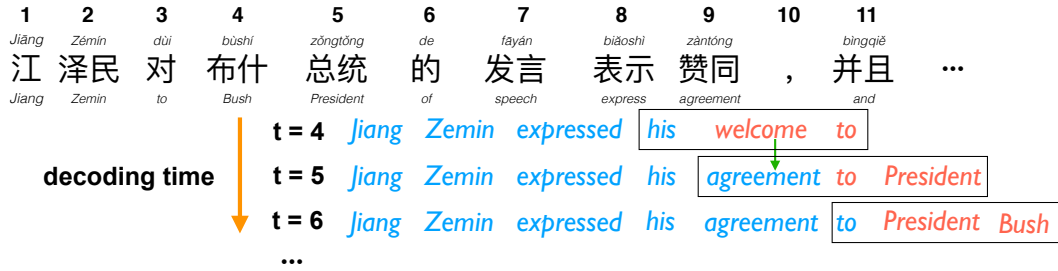 1 2 3 4 5 6 7 8 9 10 11
Jiāng Zémín duì bùshí zǒngtǒng de fāyán biǎoshì zàntóng bìngqiě
江 泽民 对 布什 总统 的 发言 表示 赞同 , 并且 ...
Jiang Zemin to Bush President of speech express agreement and
t = 4 Jiang Zemin expressed his welcome to
decoding time t = 5 Jiang Zemin expressed his agreement to President
t = 6 Jiang Zemin expressed his agreement to President Bush
...